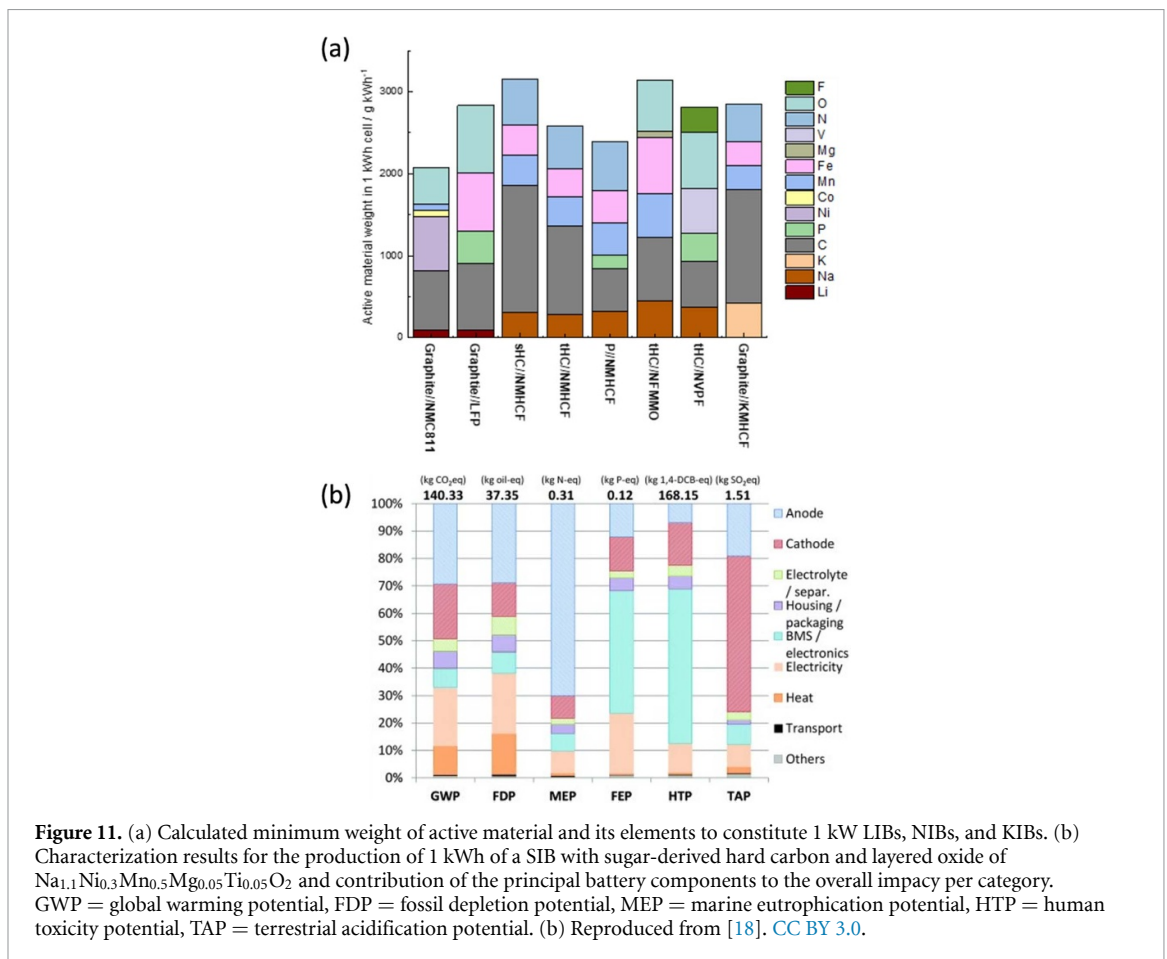 (a)
Active material weight in 1 kWh cell / g kWh⁻¹
3000
2000
1000
0
Graphite//NMC811
Graphtie//LFP
sHC//NMHCF
tHC//NMHCF
P//NMHCF
tHC//NFMMO
tHC//NVPF
Graphite//KMHCF
F
O
N
V
Mg
Fe
Mn
Co
Ni
P
C
K
Na
Li
(b)
(kg CO₂eq) (kg oil-eq) (kg N-eq) (kg P-eq) (kg 1,4-DCB-eq) (kg SO₂eq)
140.33 37.35 0.31 0.12 168.15 1.51
100%
90%
80%
70%
60%
50%
40%
30%
20%
10%
0%
GWP FDP MEP FEP HTP TAP
Anode
Cathode
Electrolyte
/ separ.
Housing /
packaging
BMS /
electronics
Electricity
Heat
Transport
Others
Figure 11. (a) Calculated minimum weight of active material and its elements to constitute 1 kW LIBs, NIBs, and KIBs. (b)
Characterization results for the production of 1 kWh of a SIB with sugar-derived hard carbon and layered oxide of
Na₁.₁Ni₀.₃Mn₀.₅Mg₀.₀₅Ti₀.₀₅O₂ and contribution of the principal battery components to the overall impacy per category.
GWP = global warming potential, FDP = fossil depletion potential, MEP = marine eutrophication potential, HTP = human
toxicity potential, TAP = terrestrial acidification potential. (b) Reproduced from [18]. CC BY 3.0.